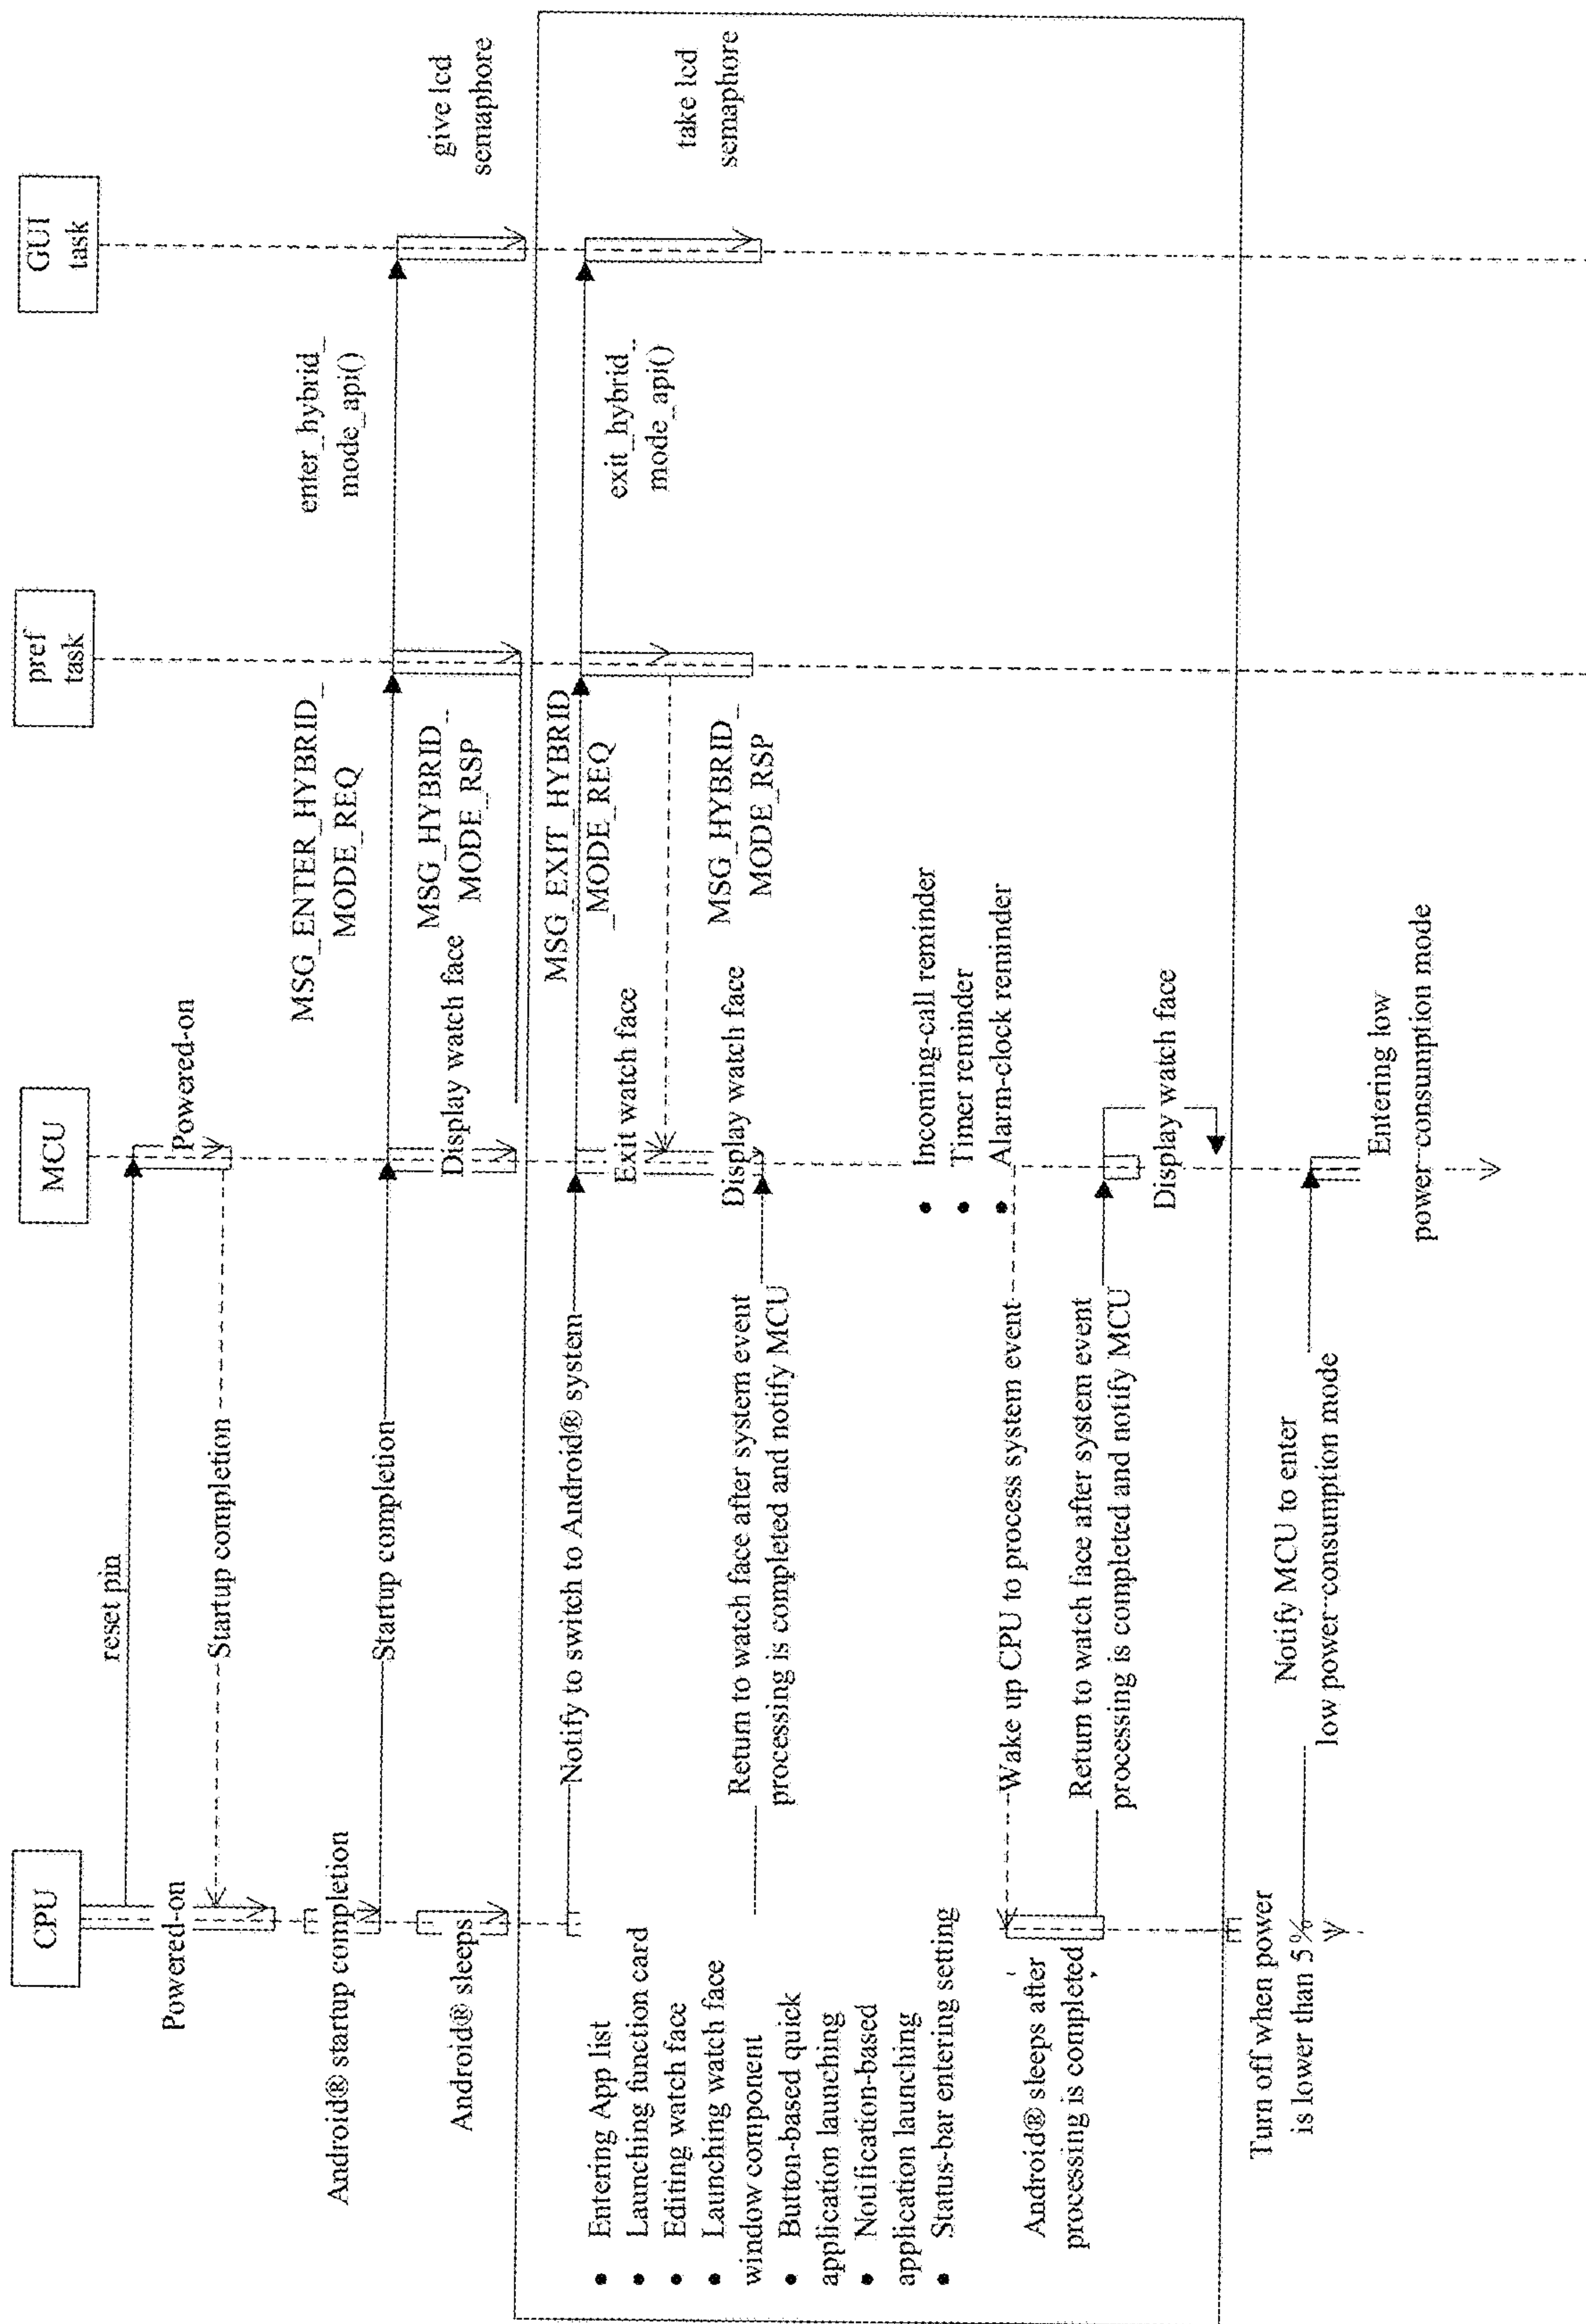 CPU
MCU
pref
task
GUI
task
reset pin
Powered-on
Powered-on
Startup completion
Android® startup completion
Startup completion
MSG_ENTER_HYBRID_
MODE_REQ
enter_hybrid_
mode_api()
Android® sleeps
Display watch face
MSG_HYBRID_
MODE_RSP
give lcd
semaphore
Entering App list
Launching function card
Editing watch face
Launching watch face
window component
Button-based quick
application launching
Notification-based
application launching
Status-bar entering setting
Notify to switch to Android® system
Exit watch face
MSG_EXIT_HYBRID
_MODE_REQ
exit_hybrid_
mode_api()
take lcd
semaphore
Display watch face
MSG_HYBRID_
MODE_RSP
Return to watch face after system event
processing is completed and notify MCU
Incoming-call reminder
Timer reminder
Alarm-clock reminder
Wake up CPU to process system event
Android® sleeps after
processing is completed
Return to watch face after system event
processing is completed and notify MCU
Display watch face
Turn off when power
is lower than 5%
Notify MCU to enter
low power-consumption mode
Entering low
power-consumption mode